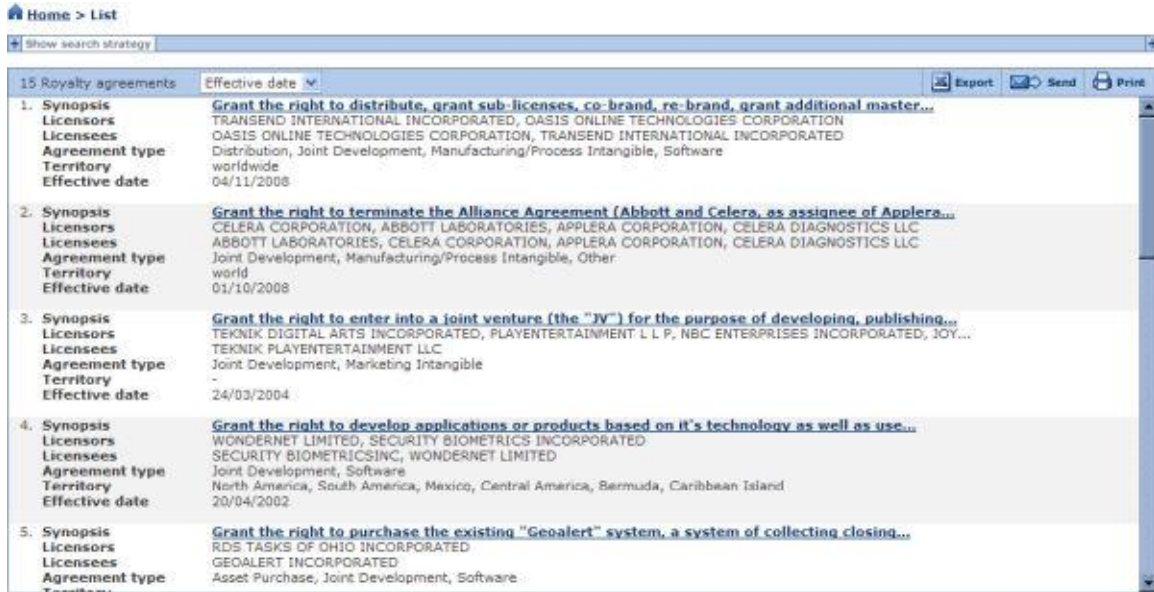 Home > List
Show search strategy
15 Royalty agreements Effective date Export Send Print
1. Synopsis Grant the right to distribute, grant sub-licenses, co-brand, re-brand, grant additional master...
Licensors TRANSEND INTERNATIONAL INCORPORATED, OASIS ONLINE TECHNOLOGIES CORPORATION
Licensees OASIS ONLINE TECHNOLOGIES CORPORATION, TRANSEND INTERNATIONAL INCORPORATED
Agreement type Distribution, Joint Development, Manufacturing/Process Intangible, Software
Territory worldwide
Effective date 04/11/2008
2. Synopsis Grant the right to terminate the Alliance Agreement (Abbott and Celera, as assignee of Applera...
Licensors CELERA CORPORATION, ABBOTT LABORATORIES, APPLERA CORPORATION, CELERA DIAGNOSTICS LLC
Licensees ABBOTT LABORATORIES, CELERA CORPORATION, APPLERA CORPORATION, CELERA DIAGNOSTICS LLC
Agreement type Joint Development, Manufacturing/Process Intangible, Other
Territory world
Effective date 01/10/2008
3. Synopsis Grant the right to enter into a joint venture (the "JV") for the purpose of developing, publishing...
Licensors TEKNIK DIGITAL ARTS INCORPORATED, PLAYENTERTAINMENT L L P, NBC ENTERPRISES INCORPORATED, JOY...
Licensees TEKNIK PLAYENTERTAINMENT LLC
Agreement type Joint Development, Marketing Intangible
Territory -
Effective date 24/03/2004
4. Synopsis Grant the right to develop applications or products based on it's technology as well as use...
Licensors WONDERNET LIMITED, SECURITY BIOMETRICS INCORPORATED
Licensees SECURITY BIOMETRICSINC, WONDERNET LIMITED
Agreement type Joint Development, Software
Territory North America, South America, Mexico, Central America, Bermuda, Caribbean Island
Effective date 20/04/2002
5. Synopsis Grant the right to purchase the existing "Geoalert" system, a system of collecting closing...
Licensors RDS TASKS OF OHIO INCORPORATED
Licensees GEOALERT INCORPORATED
Agreement type Asset Purchase, Joint Development, Software
Territory